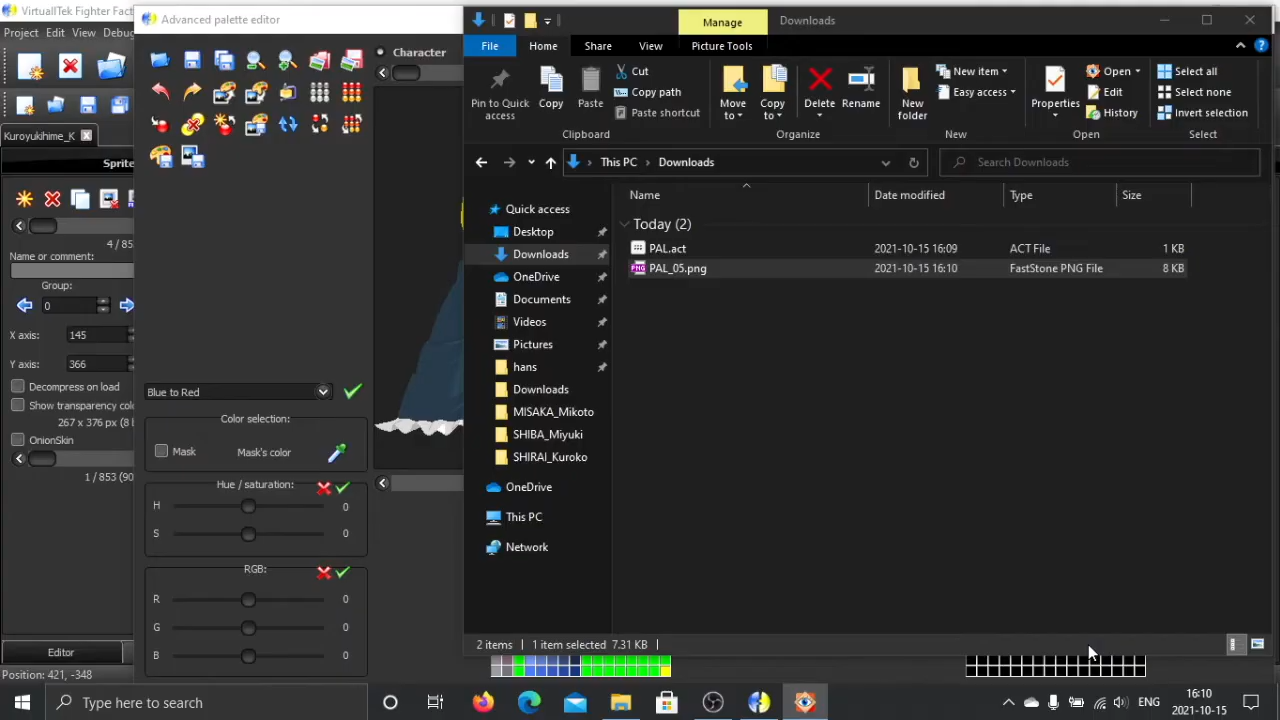 VirtuallTek Fighter Fact
Advanced palette editor
Manage
Downloads
Project Edit View Debug
Character
File
Home
Share
View
Picture Tools
Pin to Quick access
Copy
Paste
Cut
Copy path
Paste shortcut
Clipboard
Move to
Copy to
Delete
Rename
Organize
New folder
New item
Easy access
New
Properties
Open
Edit
History
Open
Select all
Select none
Invert selection
Select
Kuroyukihime_K
Sprite
This PC
Downloads
Search Downloads
Name
Date modified
Type
Size
Today (2)
PAL.act
2021-10-15 16:09
ACT File
1 KB
PAL_05.png
2021-10-15 16:10
FastStone PNG File
8 KB
Quick access
Desktop
Downloads
OneDrive
Documents
Videos
Pictures
hans
Downloads
MISAKA_Mikoto
SHIBA_Miyuki
SHIRAI_Kuroko
OneDrive
This PC
Network
4 / 853
Name or comment:
Group:
0
X axis:
145
Y axis:
366
Decompress on load
Show transparency colo
267 x 376 px (8 b
OnionSkin
1 / 853 (90
Editor
Position: 421, -348
Blue to Red
Color selection:
Mask
Mask's color
Hue / saturation:
H
0
S
0
RGB:
R
0
G
0
B
0
2 items
1 item selected 7.31 KB
Type here to search
ENG
16:10
2021-10-15